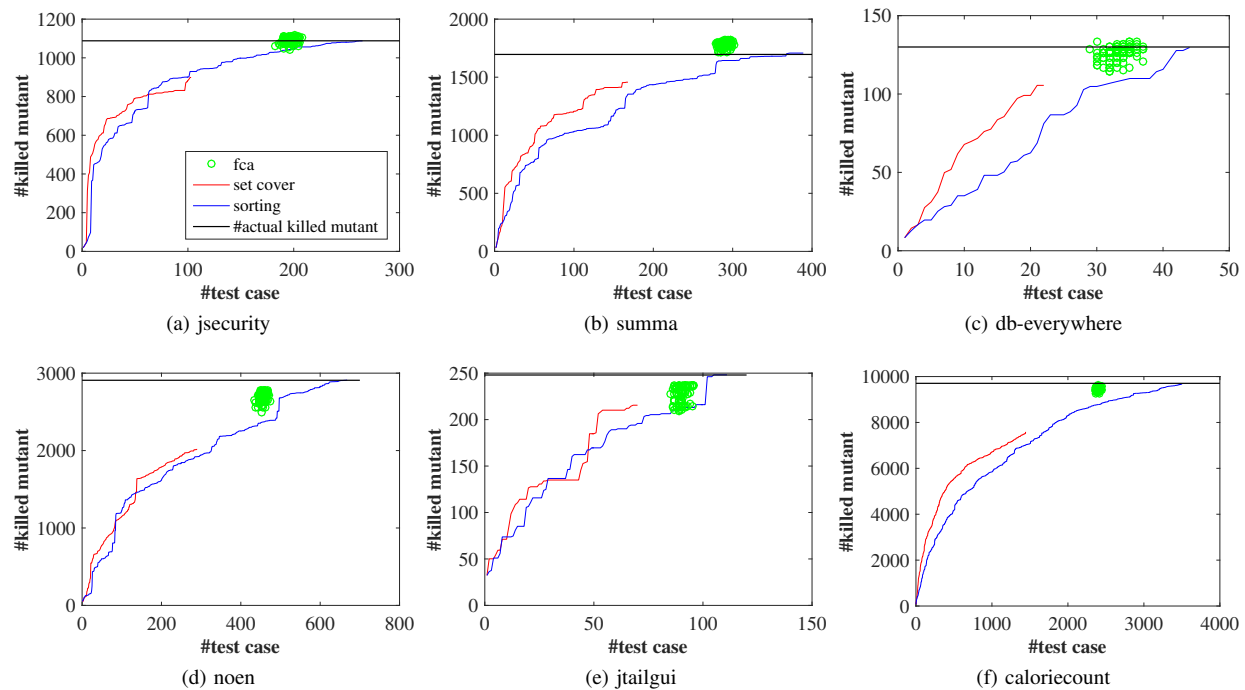 1200
1000
800
600
400
200
0
0
100
200
300
#killed mutant
#test case
fca
set cover
sorting
#actual killed mutant
(a) jsecurity
2000
1500
1000
500
0
0
100
200
300
400
#killed mutant
#test case
(b) summa
150
100
50
0
0
10
20
30
40
50
#killed mutant
#test case
(c) db-everywhere
3000
2000
1000
0
0
200
400
600
800
#killed mutant
#test case
(d) noen
250
200
150
100
50
0
0
50
100
150
#killed mutant
#test case
(e) jtailgui
10000
8000
6000
4000
2000
0
0
1000
2000
3000
4000
#killed mutant
#test case
(f) caloriecount